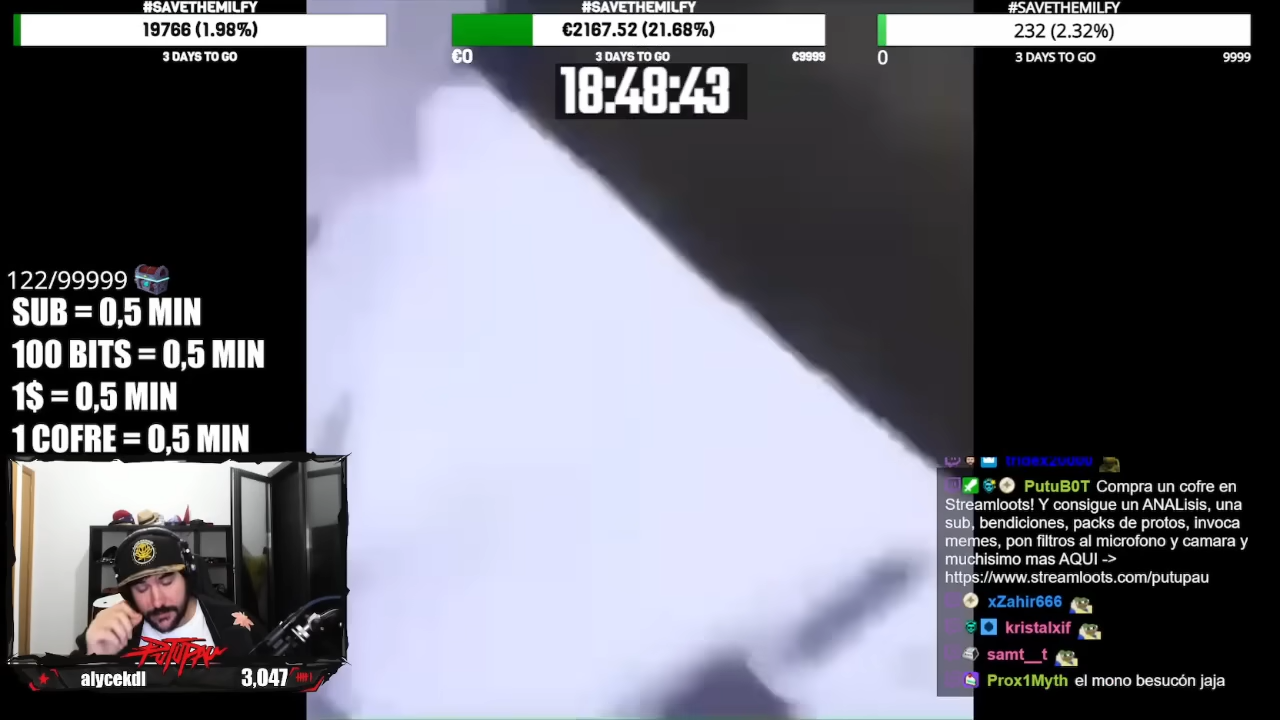 #SAVETHEMILFY
19766 (1.98%)
3 DAYS TO GO
#SAVETHEMILFY
€2167.52 (21.68%)
€0
3 DAYS TO GO
€9999
#SAVETHEMILFY
232 (2.32%)
0
3 DAYS TO GO
9999
18:48:43
122/99999
SUB = 0,5 MIN
100 BITS = 0,5 MIN
1$ = 0,5 MIN
1 COFRE = 0,5 MIN
PUTUPAU
alycekdl
3,047
PutuB0T Compra un cofre en
Streamloots! Y consigue un ANALisis, una
sub, bendiciones, packs de protos, invoca
memes, pon filtros al microfono y camara y
muchisimo mas AQUI ->
https://www.streamloots.com/putupau
xZahir666
kristalxif
samt__t
Prox1Myth el mono besucón jaja